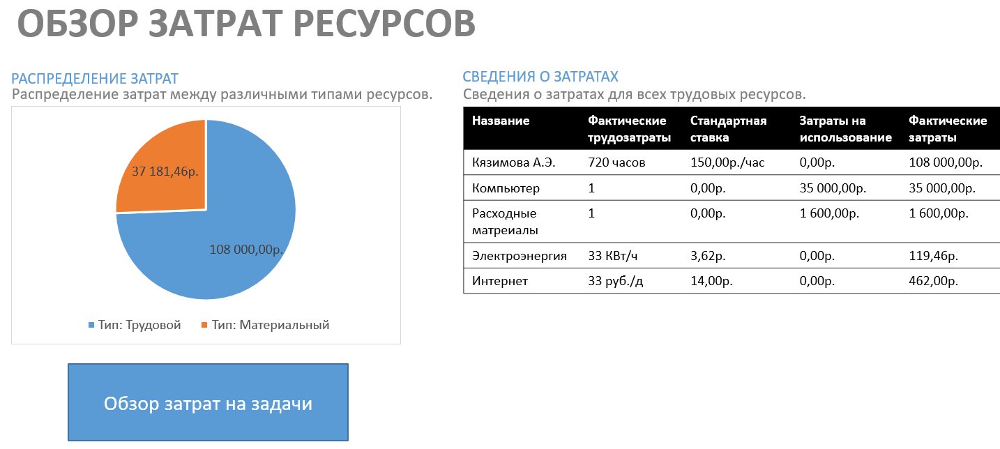 ОБЗОР ЗАТРАТ РЕСУРСОВ
РАСПРЕДЕЛЕНИЕ ЗАТРАТ
Распределение затрат между различными типами ресурсов.
37 181,46р.
108 000,00р.
Тип: Трудовой Тип: Материальный
Обзор затрат на задачи
СВЕДЕНИЯ О ЗАТРАТАХ
Сведения о затратах для всех трудовых ресурсов.
Название Фактические Стандартная Затраты на Фактические
трудозатраты ставка использование затраты
Кязимова А.Э. 720 часов 150,00р./час 0,00р. 108 000,00р.
Компьютер 1 0,00р. 35 000,00р. 35 000,00р.
Расходные 1 0,00р. 1 600,00р. 1 600,00р.
матреиалы
Электроэнергия 33 КВт/ч 3,62р. 0,00р. 119,46р.
Интернет 33 руб./д 14,00р. 0,00р. 462,00р.